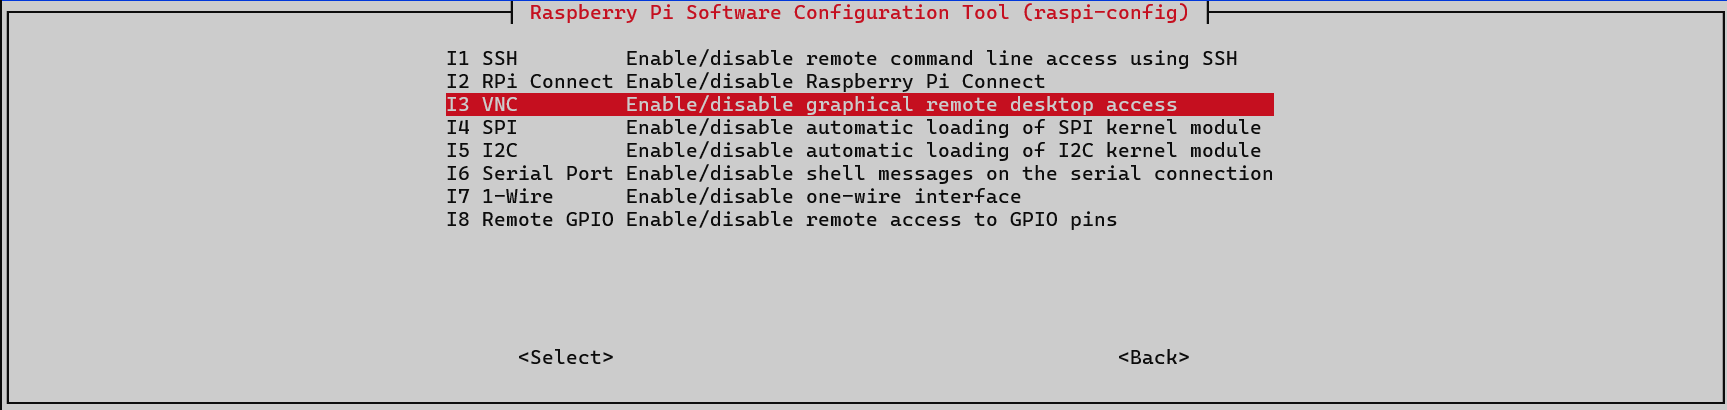 Raspberry Pi Software Configuration Tool (raspi-config)
I1 SSH Enable/disable remote command line access using SSH
I2 RPi Connect Enable/disable Raspberry Pi Connect
I3 VNC Enable/disable graphical remote desktop access
I4 SPI Enable/disable automatic loading of SPI kernel module
I5 I2C Enable/disable automatic loading of I2C kernel module
I6 Serial Port Enable/disable shell messages on the serial connection
I7 1-Wire Enable/disable one-wire interface
I8 Remote GPIO Enable/disable remote access to GPIO pins
<Select> <Back>